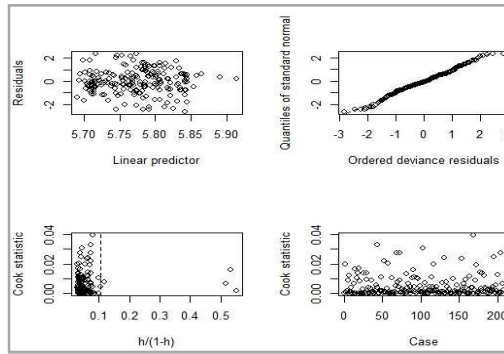 Residuals
2
0
-2
5.70 5.75 5.80 5.85 5.90
Linear predictor
Quantiles of standard normal
2
0
-2
-3 -2 -1 0 1 2
Ordered deviance residuals
Cook statistic
0.04
0.02
0.00
0.1 0.2 0.3 0.4 0.5
h/(1-h)
Cook statistic
0.04
0.02
0.00
0 50 100 150 200
Case